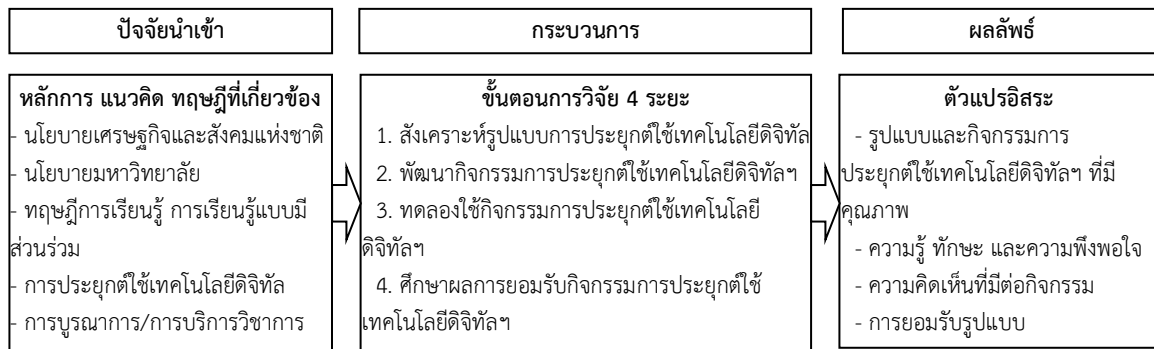 ปัจจัยนำเข้า
กระบวนการ
ผลลัพธ์
หลักการ แนวคิด ทฤษฎีที่เกี่ยวข้อง
- นโยบายเศรษฐกิจและสังคมแห่งชาติ
- นโยบายมหาวิทยาลัย
- ทฤษฎีการเรียนรู้ การเรียนรู้แบบมี
ส่วนร่วม
- การประยุกต์ใช้เทคโนโลยีดิจิทัล
- การบูรณาการ/การบริการวิชาการ
ขั้นตอนการวิจัย 4 ระยะ
1. สังเคราะห์รูปแบบการประยุกต์ใช้เทคโนโลยีดิจิทัล
2. พัฒนากิจกรรมการประยุกต์ใช้เทคโนโลยีดิจิทัลฯ
3. ทดลองใช้กิจกรรมการประยุกต์ใช้เทคโนโลยี
ดิจิทัลฯ
4. ศึกษาผลการยอมรับกิจกรรมการประยุกต์ใช้
เทคโนโลยีดิจิทัลฯ
ตัวแปรอิสระ
- รูปแบบและกิจกรรมการ
ประยุกต์ใช้เทคโนโลยีดิจิทัลฯ ที่มี
คุณภาพ
- ความรู้ ทักษะ และความพึงพอใจ
- ความคิดเห็นที่มีต่อกิจกรรม
- การยอมรับรูปแบบ